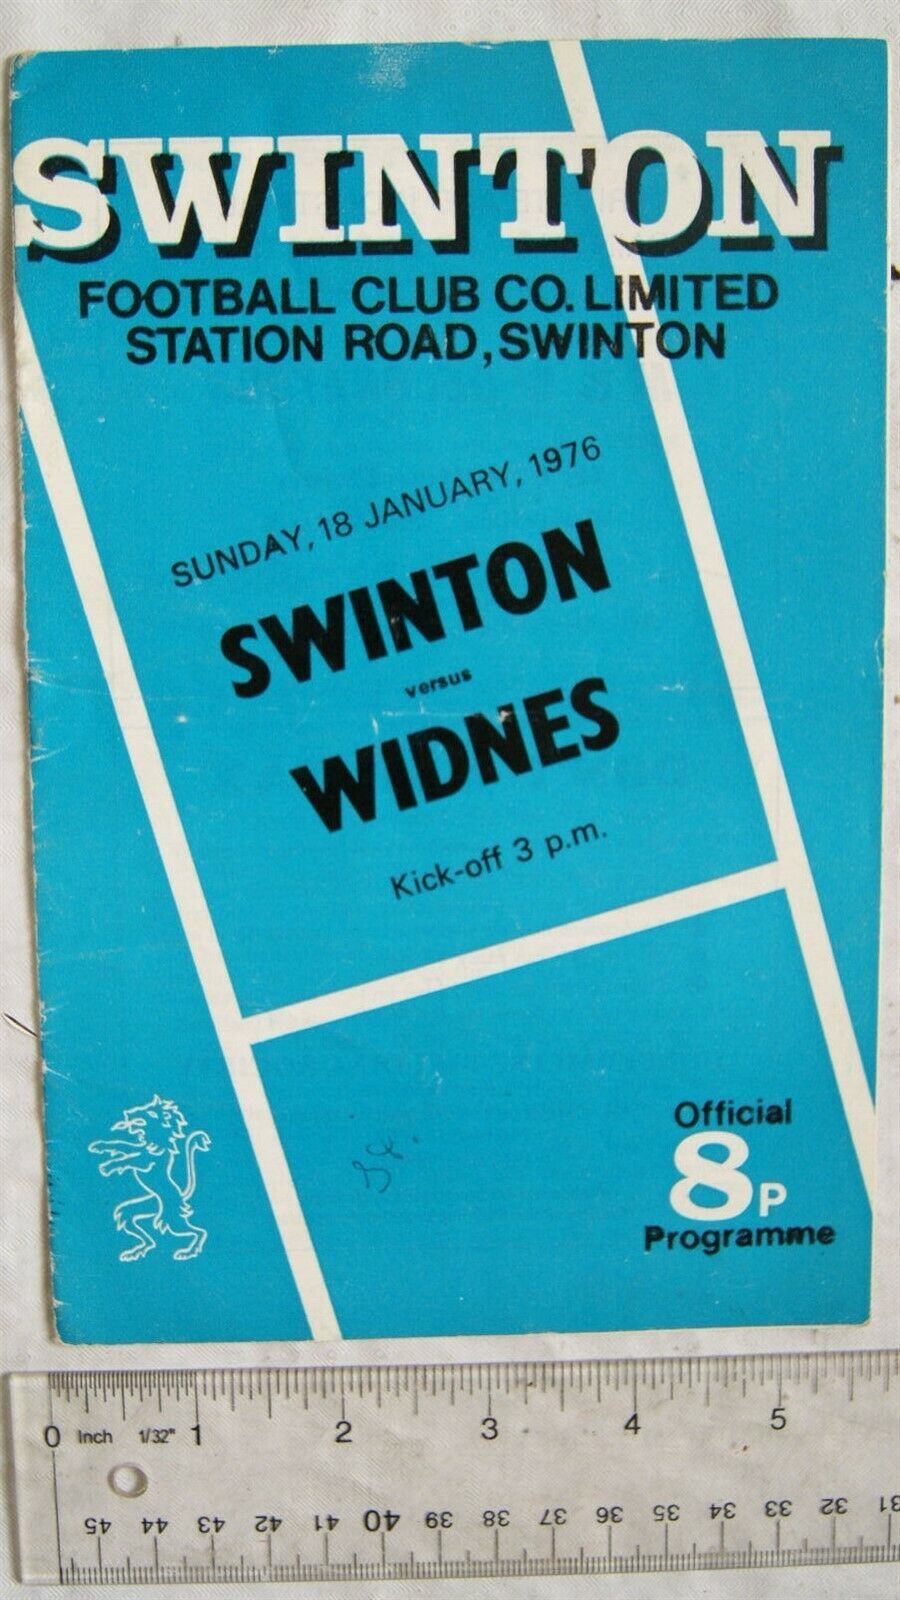 SWINTON
FOOTBALL CLUB CO. LIMITED
STATION ROAD, SWINTON
SUNDAY, 18 JANUARY, 1976
SWINTON
versus
WIDNES
Kick-off 3 p.m.
Official
8P
Programme
0 Inch 1/32" 1 2 3 4 5
45 44 43 42 41 40 39 38 37 36 35 34 33 32 31